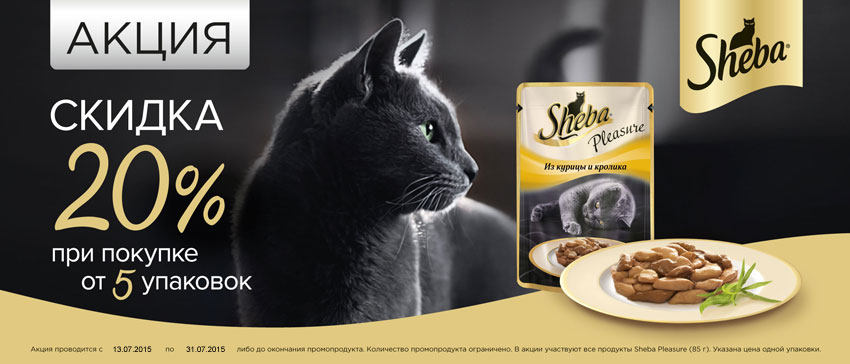 АКЦИЯ
СКИДКА
20%
при покупке
от 5 упаковок
Sheba
Pleasure
Из курицы и кролика
Sheba®
Акция проводится с 13.07.2015 по 31.07.2015 либо до окончания промопродукта. Количество промопродукта ограничено. В акции участвуют все продукты Sheba Pleasure (85 г). Указана цена одной упаковки.